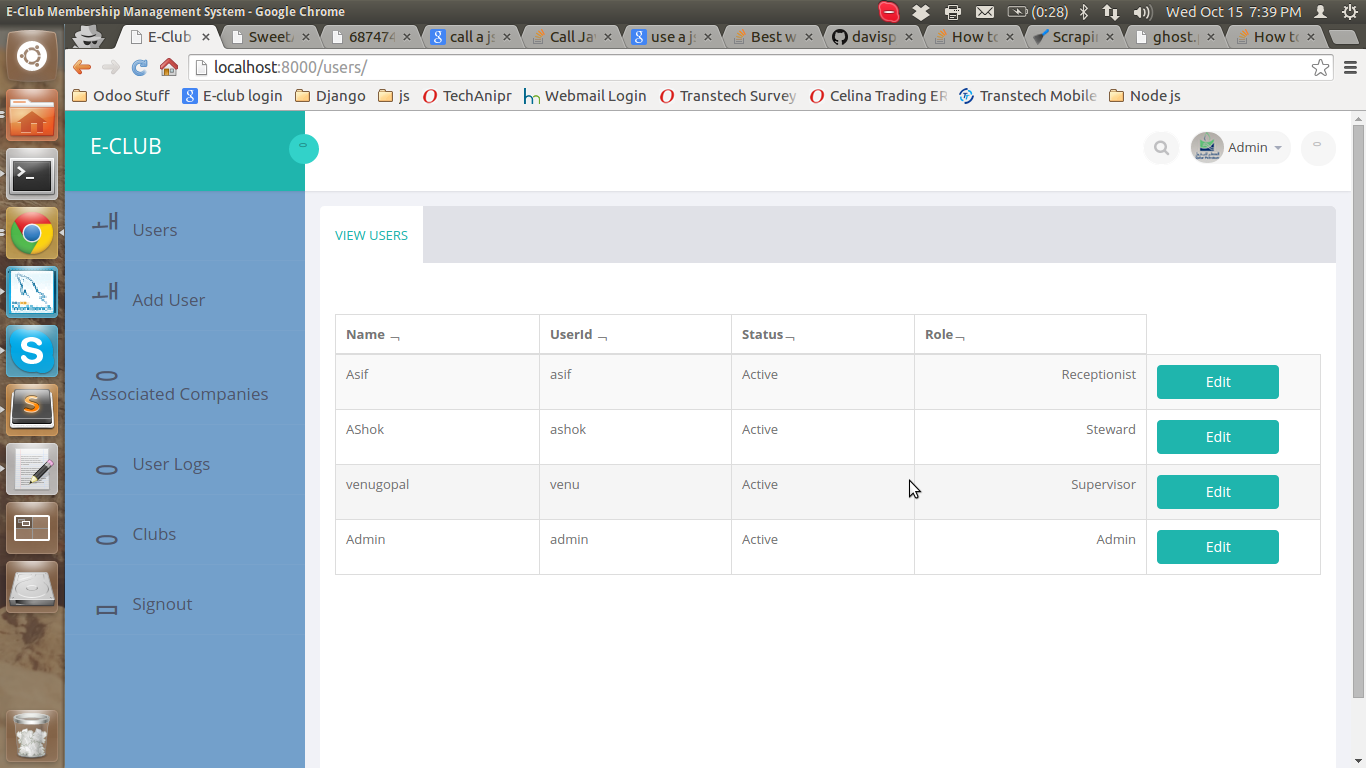 E-Club Membership Management System - Google Chrome
(0:28)
Wed Oct 15 7:39 PM
E-Club
Sweet
687474
call a js
Call Ja
use a js
Best w
davisp
How to
Scrapi
ghost.
How to
localhost:8000/users/
Odoo Stuff
E-club login
Django
js
TechAnipr
Webmail Login
Transtech Survey
Celina Trading ER
Transtech Mobile
Node js
E-CLUB
Admin
Users
Add User
Associated Companies
User Logs
Clubs
Signout
VIEW USERS
Name UserId Status Role
Asif asif Active Receptionist Edit
AShok ashok Active Steward Edit
venugopal venu Active Supervisor Edit
Admin admin Active Admin Edit